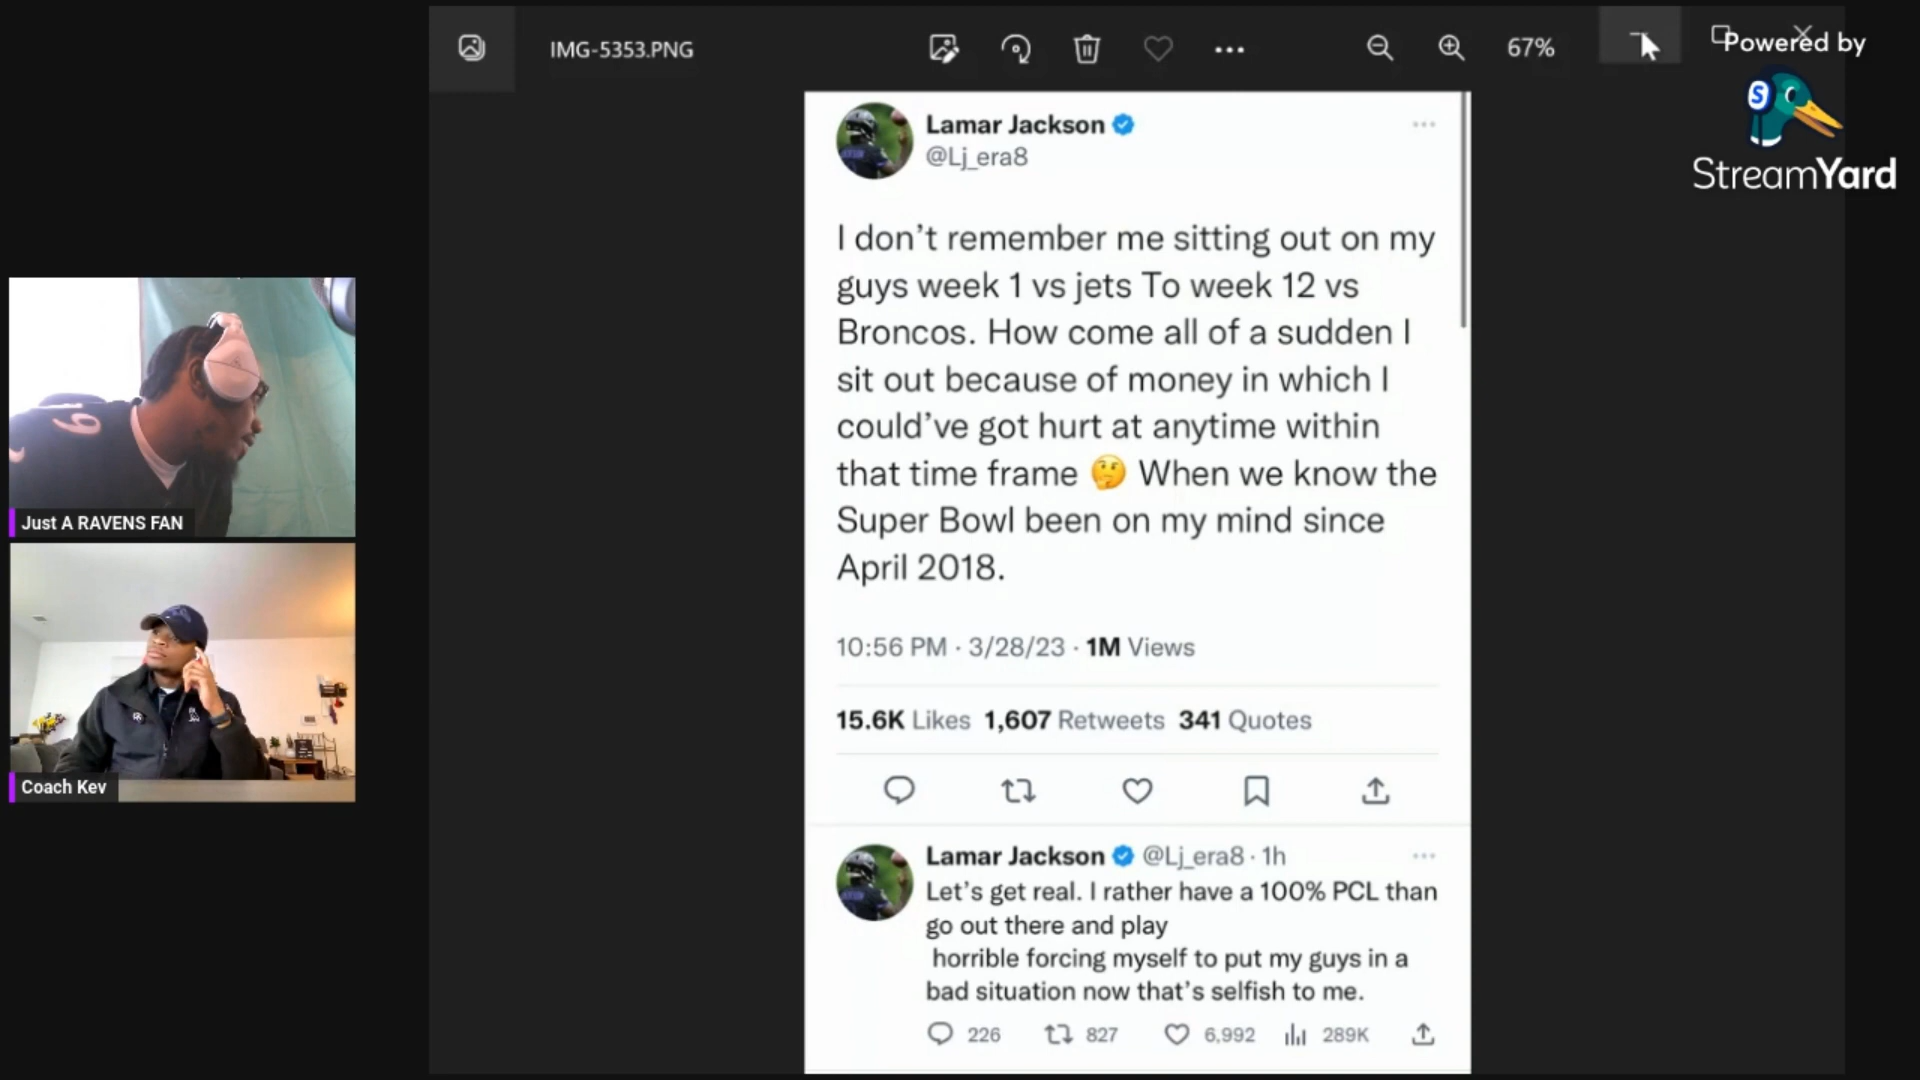 IMG-5353.PNG
67%
Powered by
StreamYard
Lamar Jackson
@Lj_era8
I don’t remember me sitting out on my
guys week 1 vs jets To week 12 vs
Broncos. How come all of a sudden I
sit out because of money in which I
could’ve got hurt at anytime within
that time frame 🤔 When we know the
Super Bowl been on my mind since
April 2018.
10:56 PM · 3/28/23 · 1M Views
15.6K Likes 1,607 Retweets 341 Quotes
Lamar Jackson @Lj_era8 · 1h
Let’s get real. I rather have a 100% PCL than
go out there and play
horrible forcing myself to put my guys in a
bad situation now that’s selfish to me.
226 827 6,992 289K
Just A RAVENS FAN
Coach Kev